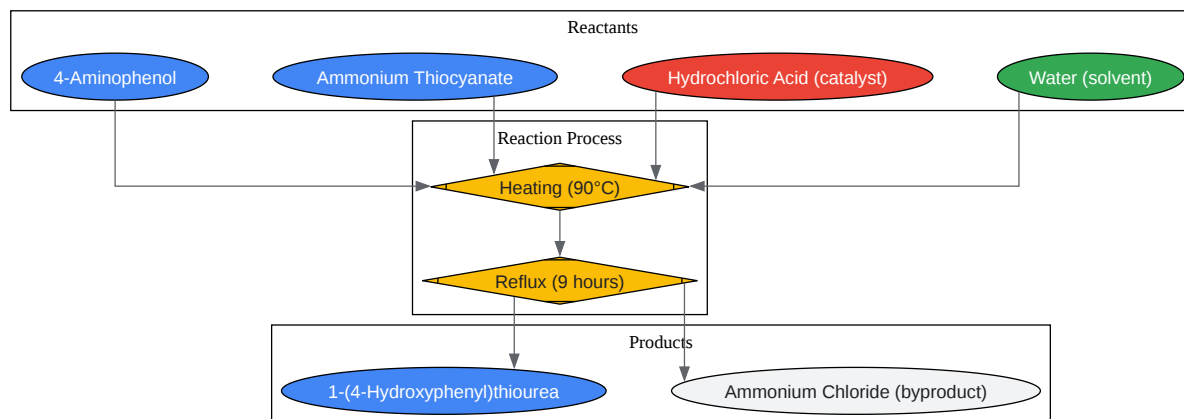 Reactants
4-Aminophenol
Ammonium Thiocyanate
Hydrochloric Acid (catalyst)
Water (solvent)
Reaction Process
Heating (90°C)
Reflux (9 hours)
Products
1-(4-Hydroxyphenyl)thiourea
Ammonium Chloride (byproduct)